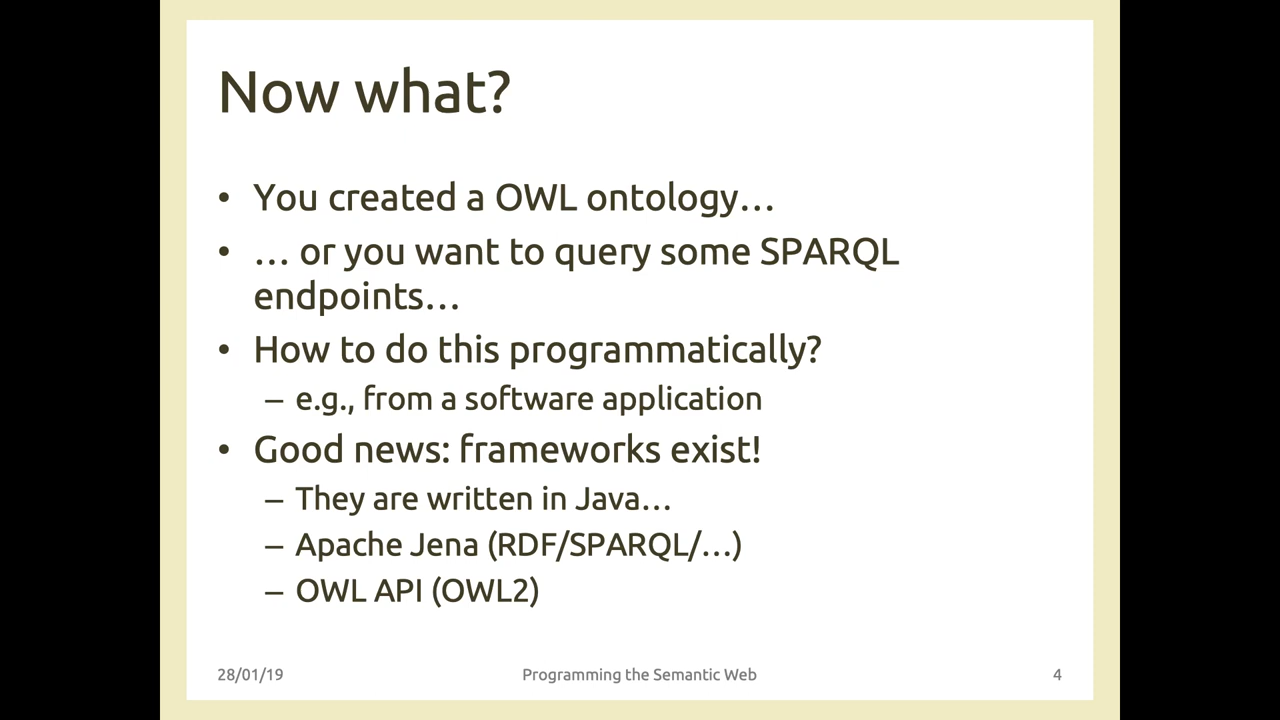 Now what?
• You created a OWL ontology…
• … or you want to query some SPARQL
endpoints…
• How to do this programmatically?
– e.g., from a software application
• Good news: frameworks exist!
– They are written in Java…
– Apache Jena (RDF/SPARQL/…)
– OWL API (OWL2)
28/01/19 Programming the Semantic Web 4